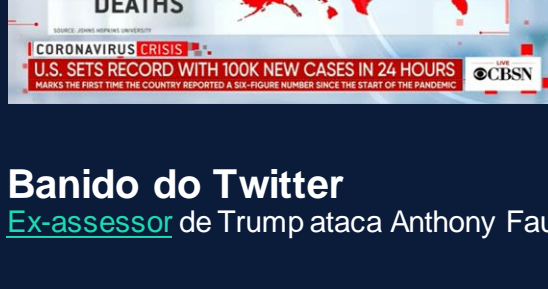 DEATHS
SOURCE: JOHNS HOPKINS UNIVERSITY
CORONAVIRUS CRISIS
U.S. SETS RECORD WITH 100K NEW CASES IN 24 HOURS
MARKS THE FIRST TIME THE COUNTRY REPORTED A SIX-FIGURE NUMBER SINCE THE START OF THE PANDEMIC
LIVE
CBSN
Banido do Twitter
Ex-assessor de Trump ataca Anthony Fau